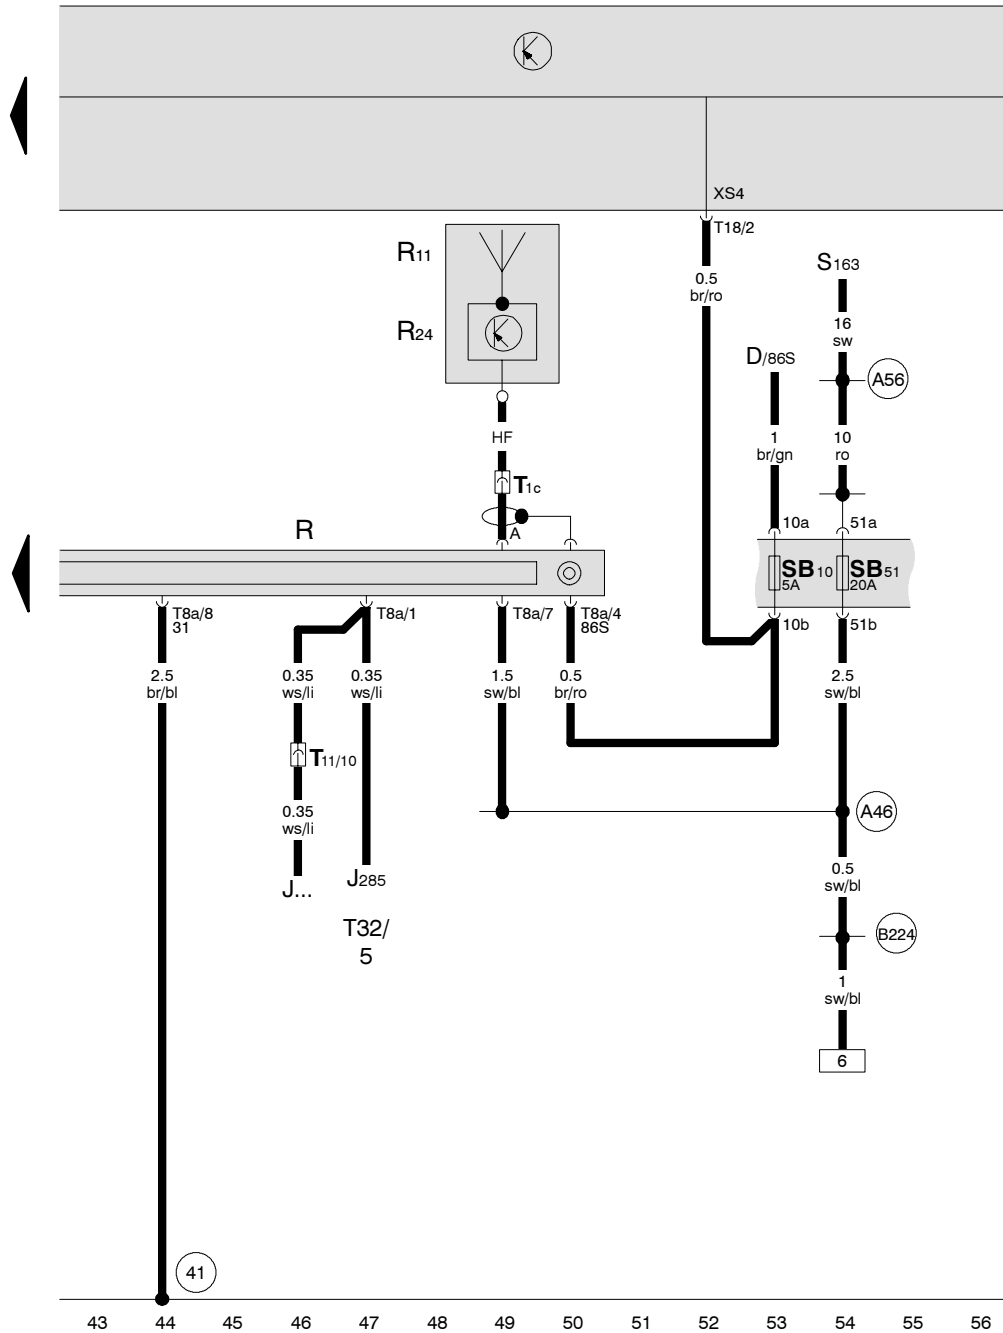 XS4
T18/2
R11
S163
0.5
br/ro
16
sw
R24
D/86S
A56
HF
1
br/gn
10
ro
T1c
R
A
10a
51a
SB10
5A
SB51
20A
T8a/8
31
T8a/1
T8a/7
T8a/4
86S
10b
51b
2.5
br/bl
0.35
ws/li
0.35
ws/li
1.5
sw/bl
0.5
br/ro
2.5
sw/bl
T11/10
0.35
ws/li
A46
J...
J285
0.5
sw/bl
T32/
5
B224
1
sw/bl
6
41
43 44 45 46 47 48 49 50 51 52 53 54 55 56